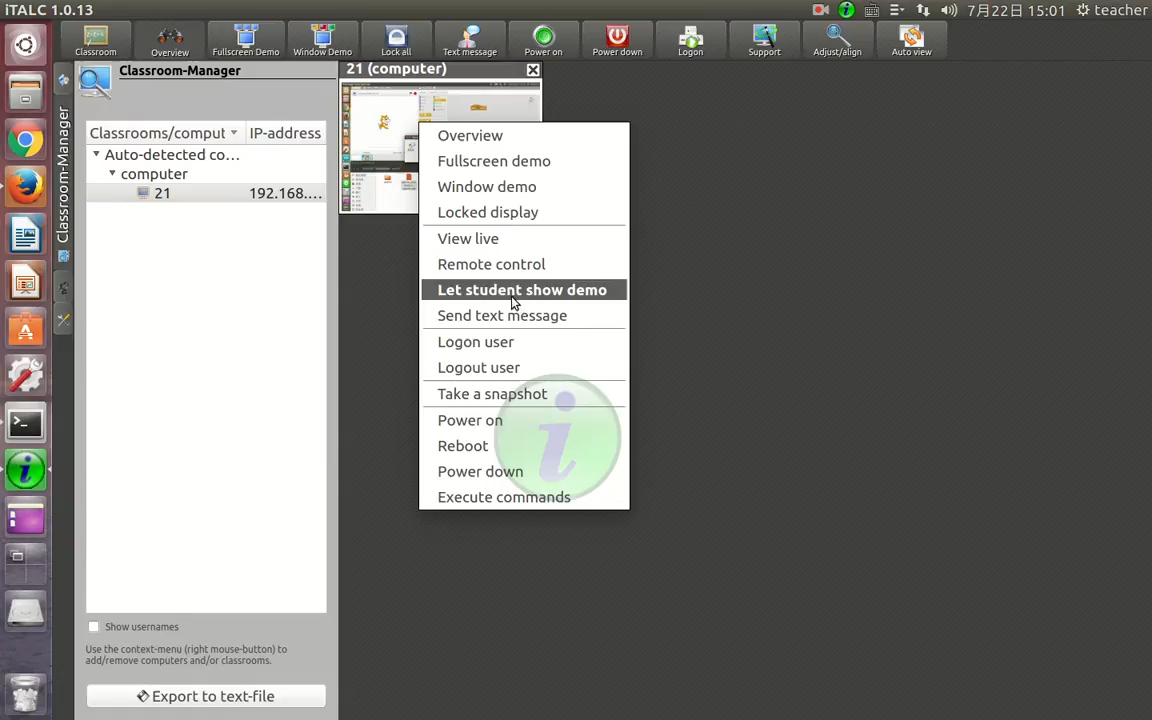 iTALC 1.0.13
7月22日 15:01 teacher
Classroom
Overview
Fullscreen Demo
Window Demo
Lock all
Text message
Power on
Power down
Logon
Support
Adjust/align
Auto view
Classroom-Manager
Classroom-Manager
Classrooms/comput IP-address
Auto-detected co...
computer
21 192.168....
Show usernames
Use the context-menu (right mouse-button) to
add/remove computers and/or classrooms.
Export to text-file
21 (computer)
Overview
Fullscreen demo
Window demo
Locked display
View live
Remote control
Let student show demo
Send text message
Logon user
Logout user
Take a snapshot
Power on
Reboot
Power down
Execute commands